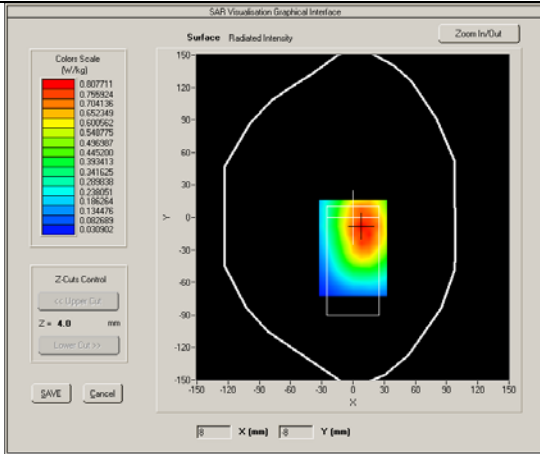 SAR Visualisation Graphical Interface
Colors Scale
(W/kg)
0.807711
0.755924
0.704136
0.652349
0.600562
0.548775
0.496987
0.445200
0.393413
0.341625
0.289838
0.238051
0.186264
0.134476
0.082689
0.030902
Surface Radiated Intensity
Zoom In/Out
150
120
90
60
30
0
-30
-60
-90
-120
-150
Y
-150 -120 -90 -60 -30 0 30 60 90 120 150
X
Z-Cuts Control
<< Upper Cut
Z = 4.0 mm
Lower Cut >>
SAVE Cancel
8 X (mm) -8 Y (mm)